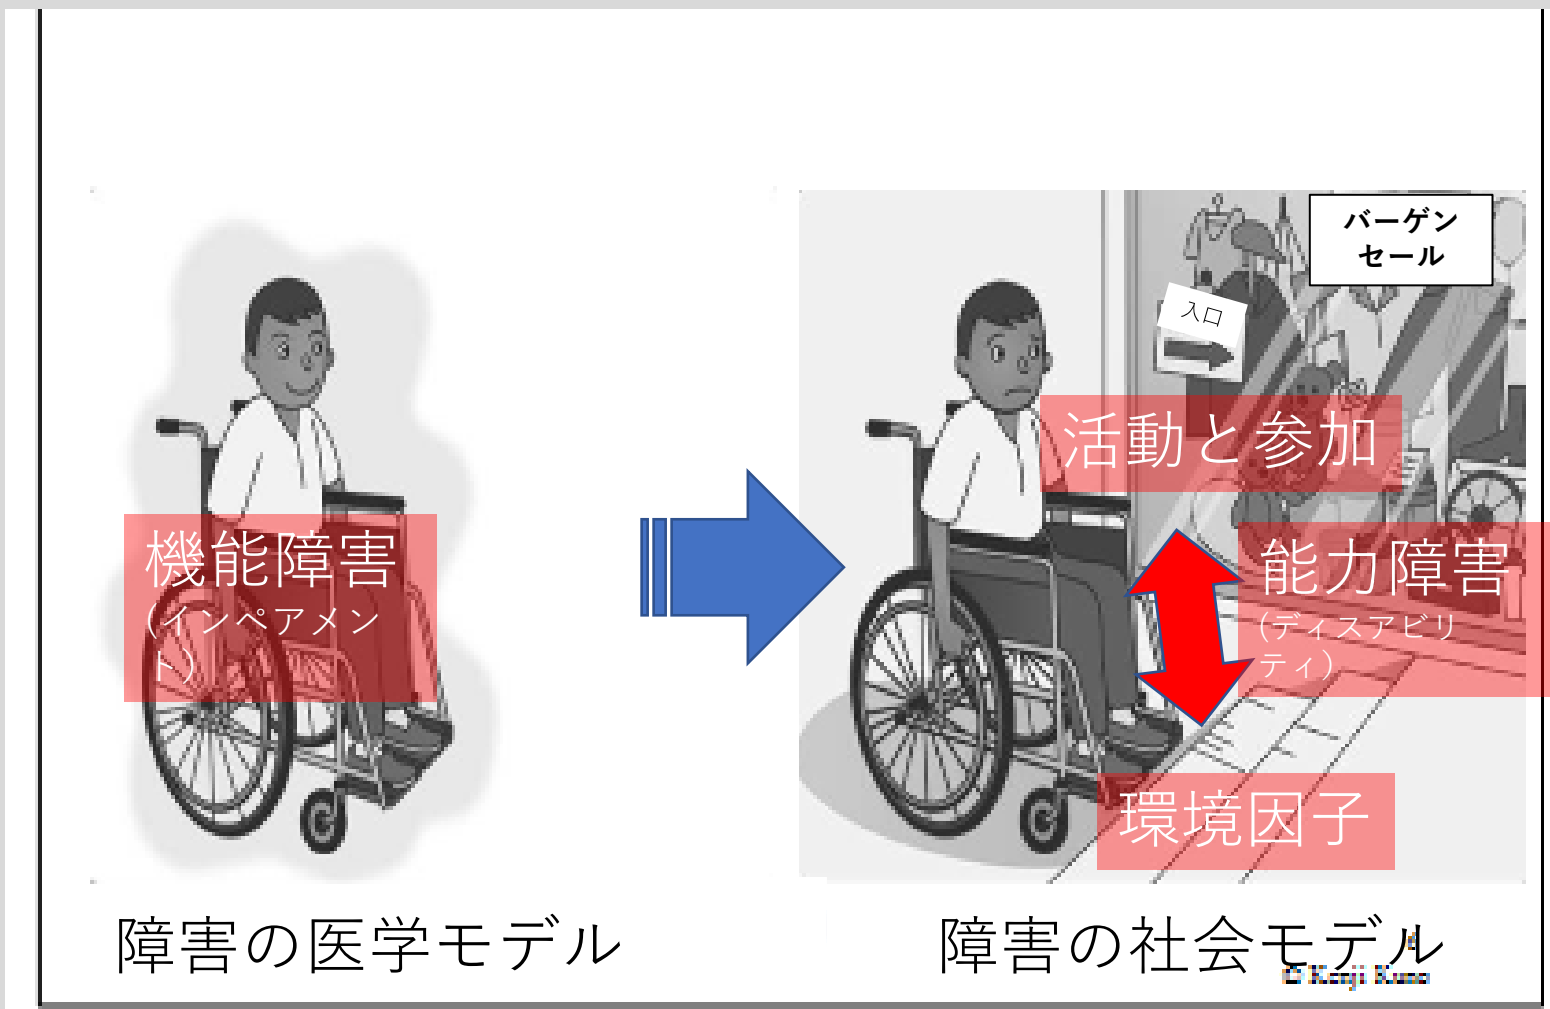 バーゲン
セール
入口
活動と参加
機能障害
(インペアメン
ト)
能力障害
(ディスアビリ
ティ)
環境因子
障害の医学モデル
障害の社会モデル
© Kenji Kuno